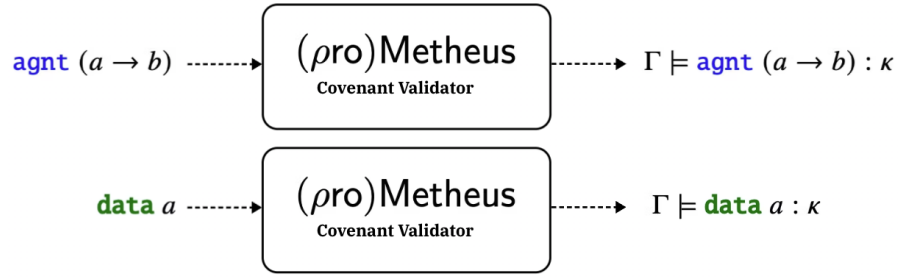 agnt (a → b)
(ρro)Metheus
Covenant Validator
Γ ⊨ agnt (a → b) : κ
data a
(ρro)Metheus
Covenant Validator
Γ ⊨ data a : κ